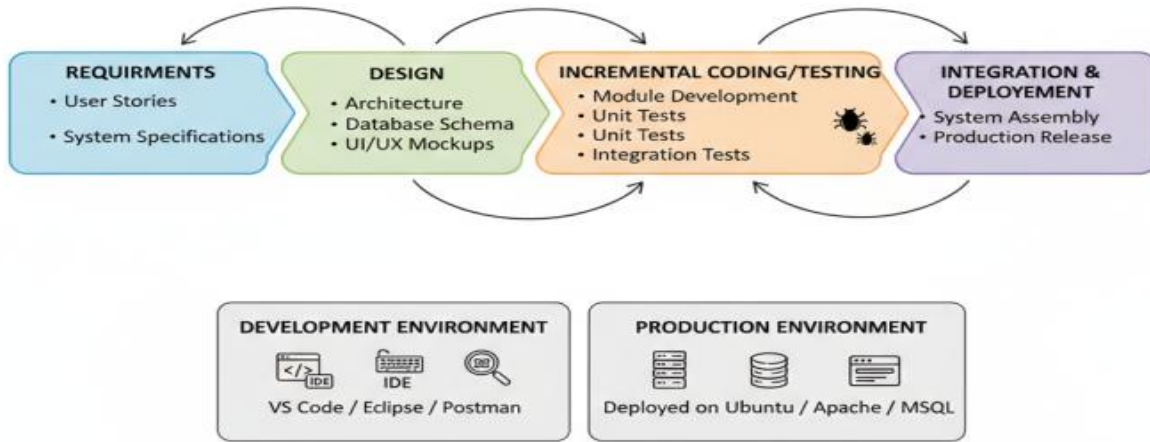 REQUIRMENTS
• User Stories
• System Specifications
DESIGN
• Architecture
• Database Schema
• UI/UX Mockups
INCREMENTAL CODING/TESTING
• Module Development
• Unit Tests
• Unit Tests
• Integration Tests
INTEGRATION &
DEPLOYEMENT
• System Assembly
• Production Release
DEVELOPMENT ENVIRONMENT
</> IDE
IDE
VS Code / Eclipse / Postman
PRODUCTION ENVIRONMENT
Deployed on Ubuntu / Apache / MSQL